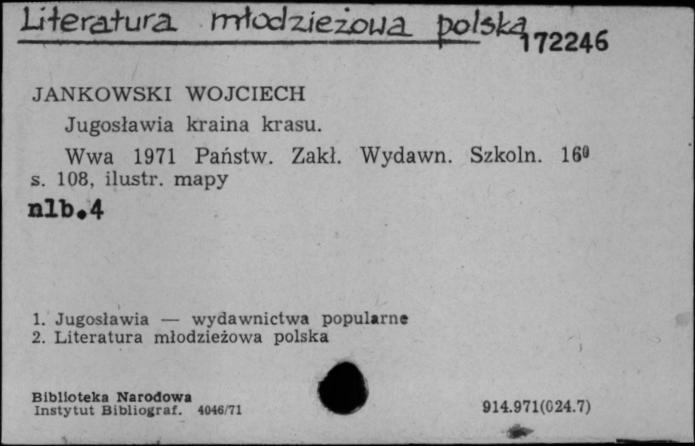 Literatura młodzieżowa polska
172246
JANKOWSKI WOJCIECH
Jugosławia kraina krasu.
Wwa 1971 Państw. Zakł. Wydawn. Szkoln. 16⁰
s. 108, ilustr. mapy
nlb.4
1. Jugosławia — wydawnictwa popularne
2. Literatura młodzieżowa polska
Biblioteka Narodowa
Instytut Bibliograf. 4046/71
914.971(024.7)